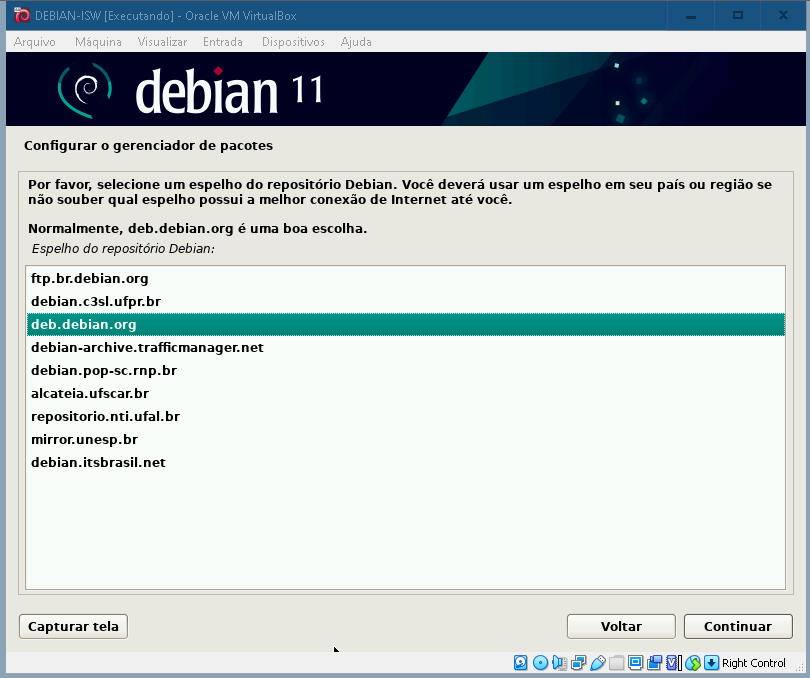 DEBIAN-ISW [Executando] - Oracle VM VirtualBox
Arquivo Máquina Visualizar Entrada Dispositivos Ajuda
debian 11
Configurar o gerenciador de pacotes
Por favor, selecione um espelho do repositório Debian. Você deverá usar um espelho em seu país ou região se
não souber qual espelho possui a melhor conexão de Internet até você.
Normalmente, deb.debian.org é uma boa escolha.
Espelho do repositório Debian:
ftp.br.debian.org
debian.c3sl.ufpr.br
deb.debian.org
debian-archive.trafficmanager.net
debian.pop-sc.rnp.br
alcateia.ufscar.br
repositorio.nti.ufal.br
mirror.unesp.br
debian.itsbrasil.net
Capturar tela Voltar Continuar
Right Control